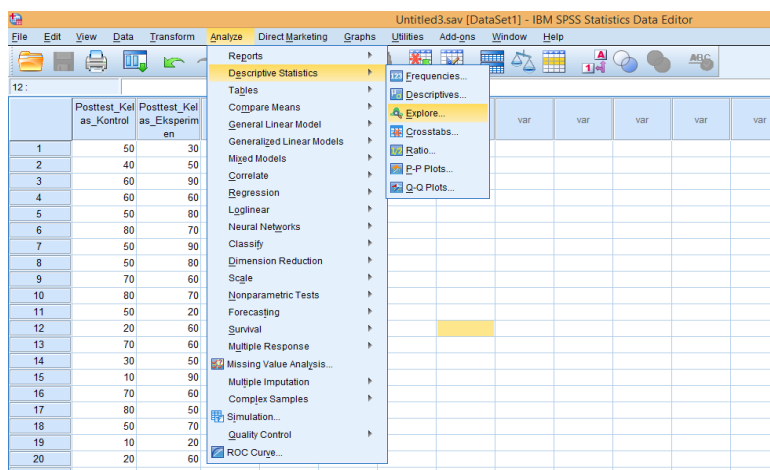 Untitled3.sav [DataSet1] - IBM SPSS Statistics Data Editor
File Edit View Data Transform Analyze Direct Marketing Graphs Utilities Add-ons Window Help
12 :
Posttest_Kelas_Kontrol Posttest_Kelas_Eksperimen var var var var var
1 50 30
2 40 50
3 60 90
4 60 60
5 50 80
6 80 70
7 50 90
8 50 80
9 70 60
10 80 70
11 50 20
12 20 60
13 70 60
14 30 50
15 10 90
16 70 60
17 80 50
18 50 70
19 10 20
20 20 60
Reports
Descriptive Statistics
Tables
Compare Means
General Linear Model
Generalized Linear Models
Mixed Models
Correlate
Regression
Loglinear
Neural Networks
Classify
Dimension Reduction
Scale
Nonparametric Tests
Forecasting
Survival
Multiple Response
Missing Value Analysis...
Multiple Imputation
Complex Samples
Simulation...
Quality Control
ROC Curve...
Frequencies...
Descriptives...
Explore...
Crosstabs...
Ratio...
P-P Plots...
Q-Q Plots...